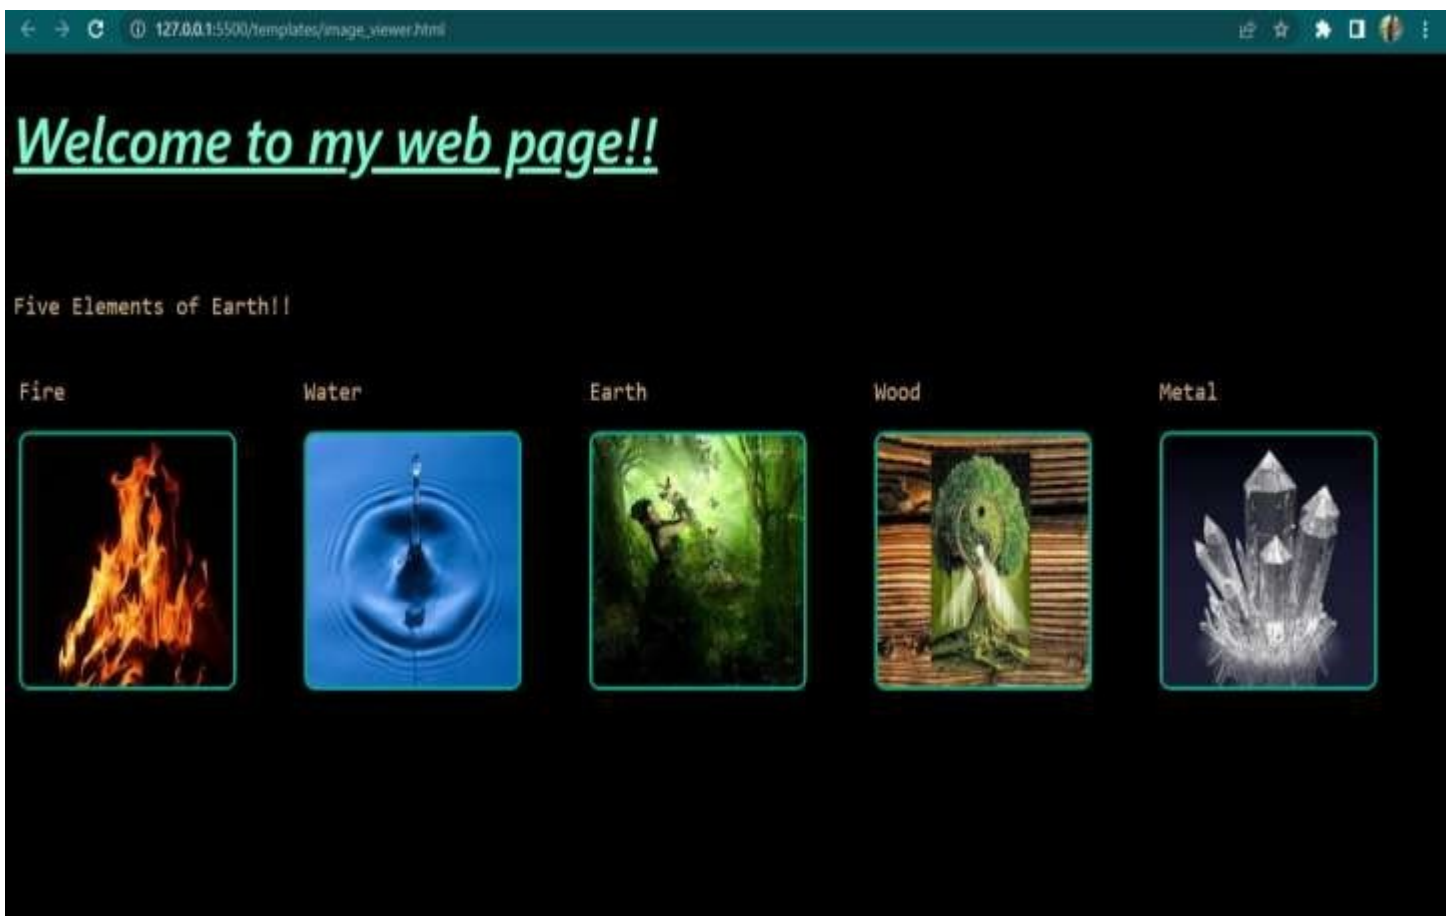 127.0.0.1:5500/templates/image_viewer.html
Welcome to my web page!!
Five Elements of Earth!!
Fire
Water
Earth
Wood
Metal